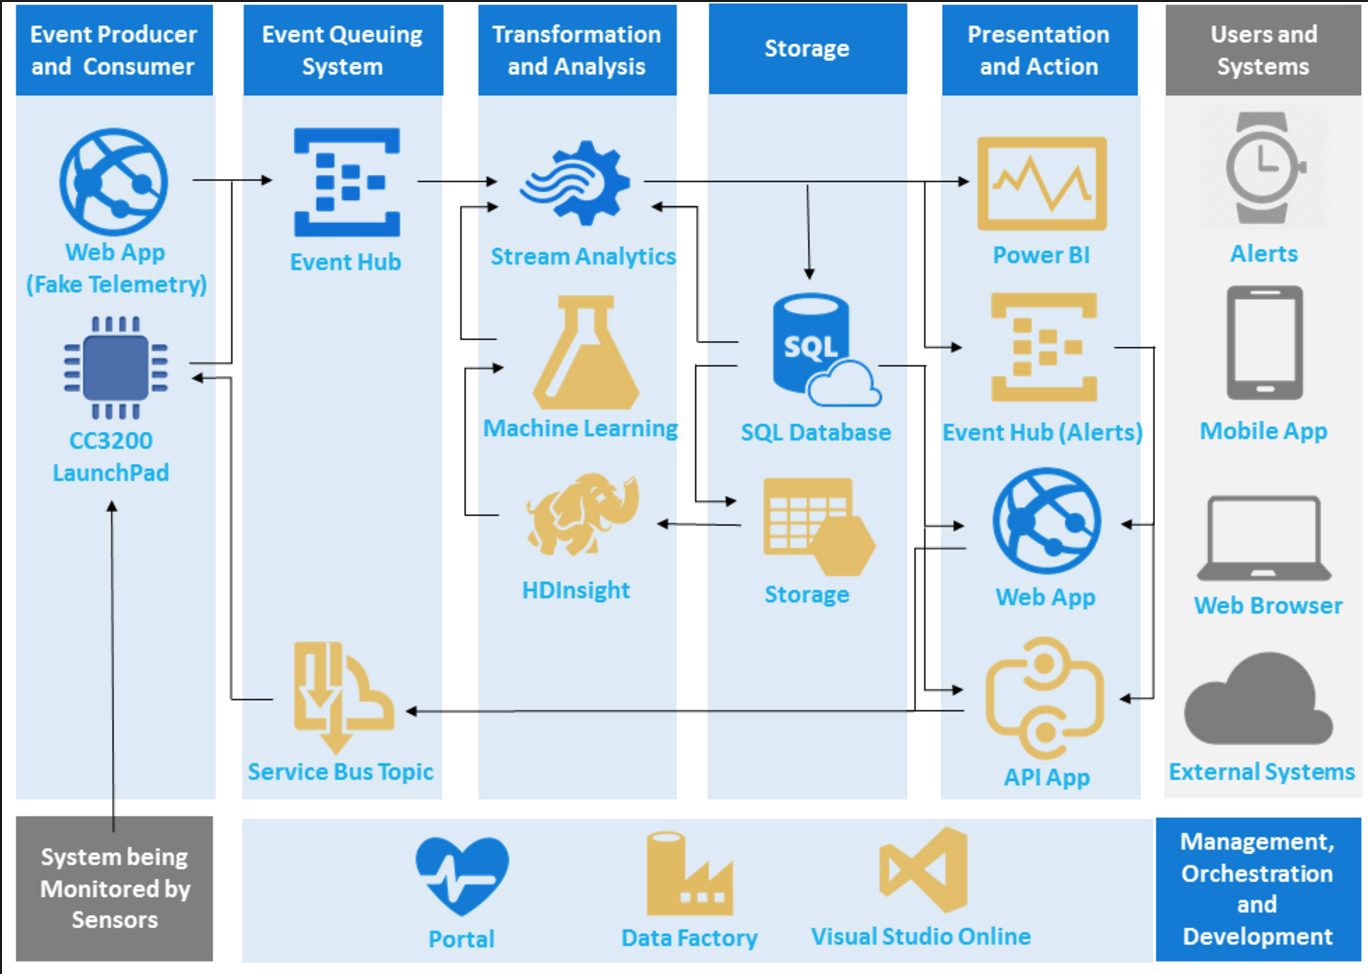 Event Producer
and Consumer
Event Queuing
System
Transformation
and Analysis
Storage
Presentation
and Action
Users and
Systems
Web App
(Fake Telemetry)
CC3200
LaunchPad
Event Hub
Service Bus Topic
Stream Analytics
Machine Learning
HDInsight
SQL
SQL Database
Storage
Power BI
Event Hub (Alerts)
Web App
API App
Alerts
Mobile App
Web Browser
External Systems
System being
Monitored by
Sensors
Portal
Data Factory
Visual Studio Online
Management,
Orchestration
and
Development